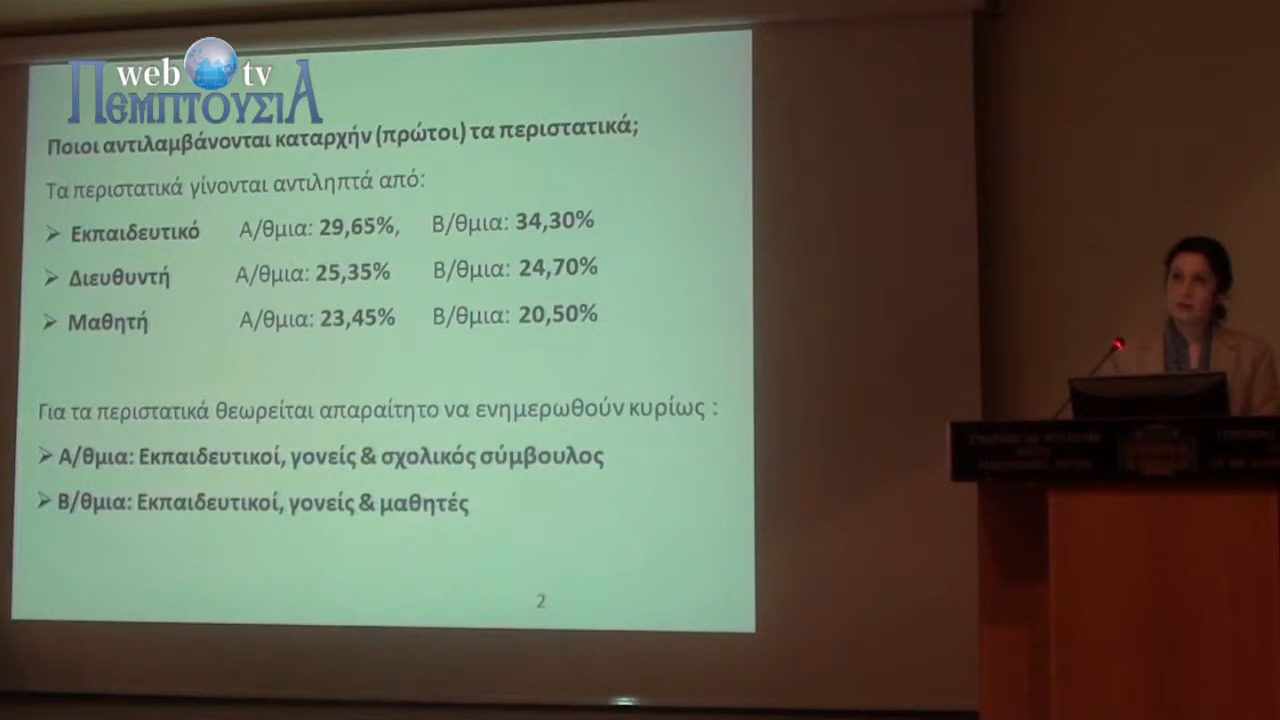 web tv
ΠΕΜΠΤΟΥΣΙΑ
Ποιοι αντιλαμβάνονται καταρχήν (πρώτοι) τα περιστατικά;
Τα περιστατικά γίνονται αντιληπτά από:
➢ Εκπαιδευτικό Α/θμια: 29,65%, Β/θμια: 34,30%
➢ Διευθυντή Α/θμια: 25,35% Β/θμια: 24,70%
➢ Μαθητή Α/θμια: 23,45% Β/θμια: 20,50%
Για τα περιστατικά θεωρείται απαραίτητο να ενημερωθούν κυρίως :
➢ Α/θμια: Εκπαιδευτικοί, γονείς & σχολικός σύμβουλος
➢ Β/θμια: Εκπαιδευτικοί, γονείς & μαθητές
2